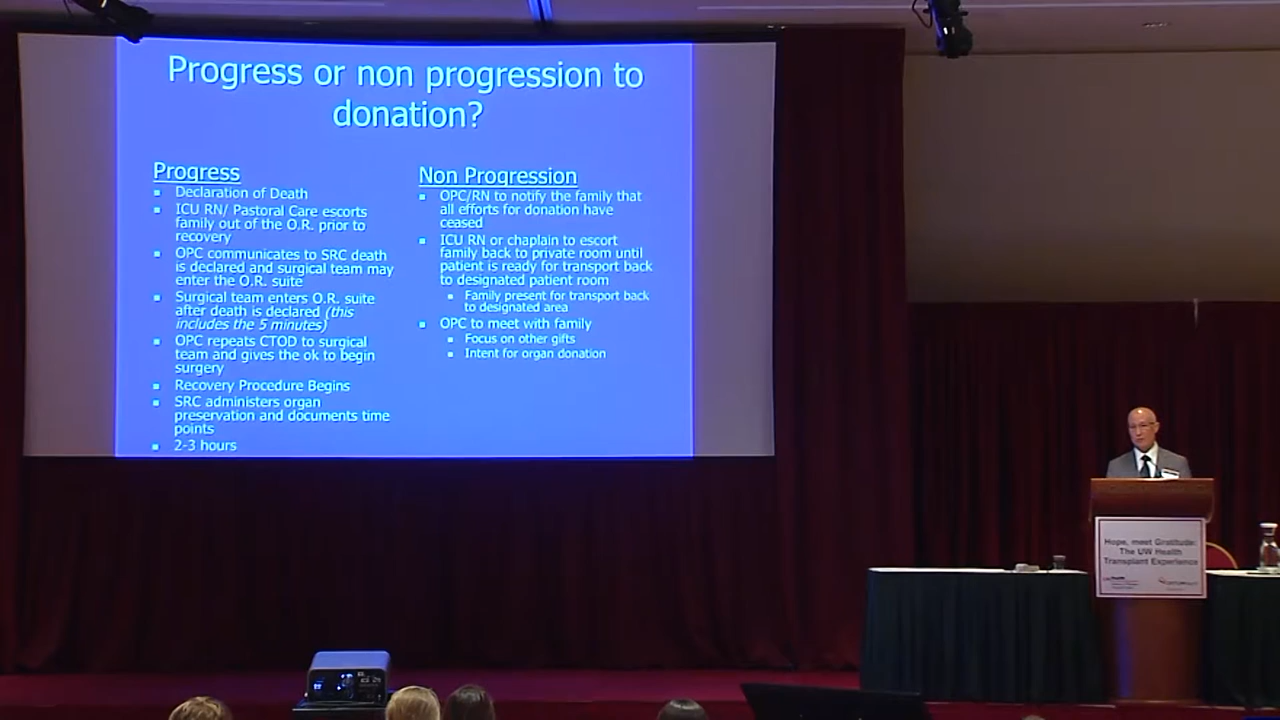 Progress or non progression to
donation?
Progress
Declaration of Death
ICU RN/ Pastoral Care escorts
family out of the O.R. prior to
recovery
OPC communicates to SRC death
is declared and surgical team may
enter the O.R. suite
Surgical team enters O.R. suite
after death is declared (this
includes the 5 minutes)
OPC repeats CTOD to surgical
team and gives the ok to begin
surgery
Recovery Procedure Begins
SRC administers organ
preservation and documents time
points
2-3 hours
Non Progression
OPC/RN to notify the family that
all efforts for donation have
ceased
ICU RN or chaplain to escort
family back to private room until
patient is ready for transport back
to designated patient room
Family present for transport back
to designated area
OPC to meet with family
Focus on other gifts
Intent for organ donation
Hope, meet Gratitude:
The UW Health
Transplant Experience